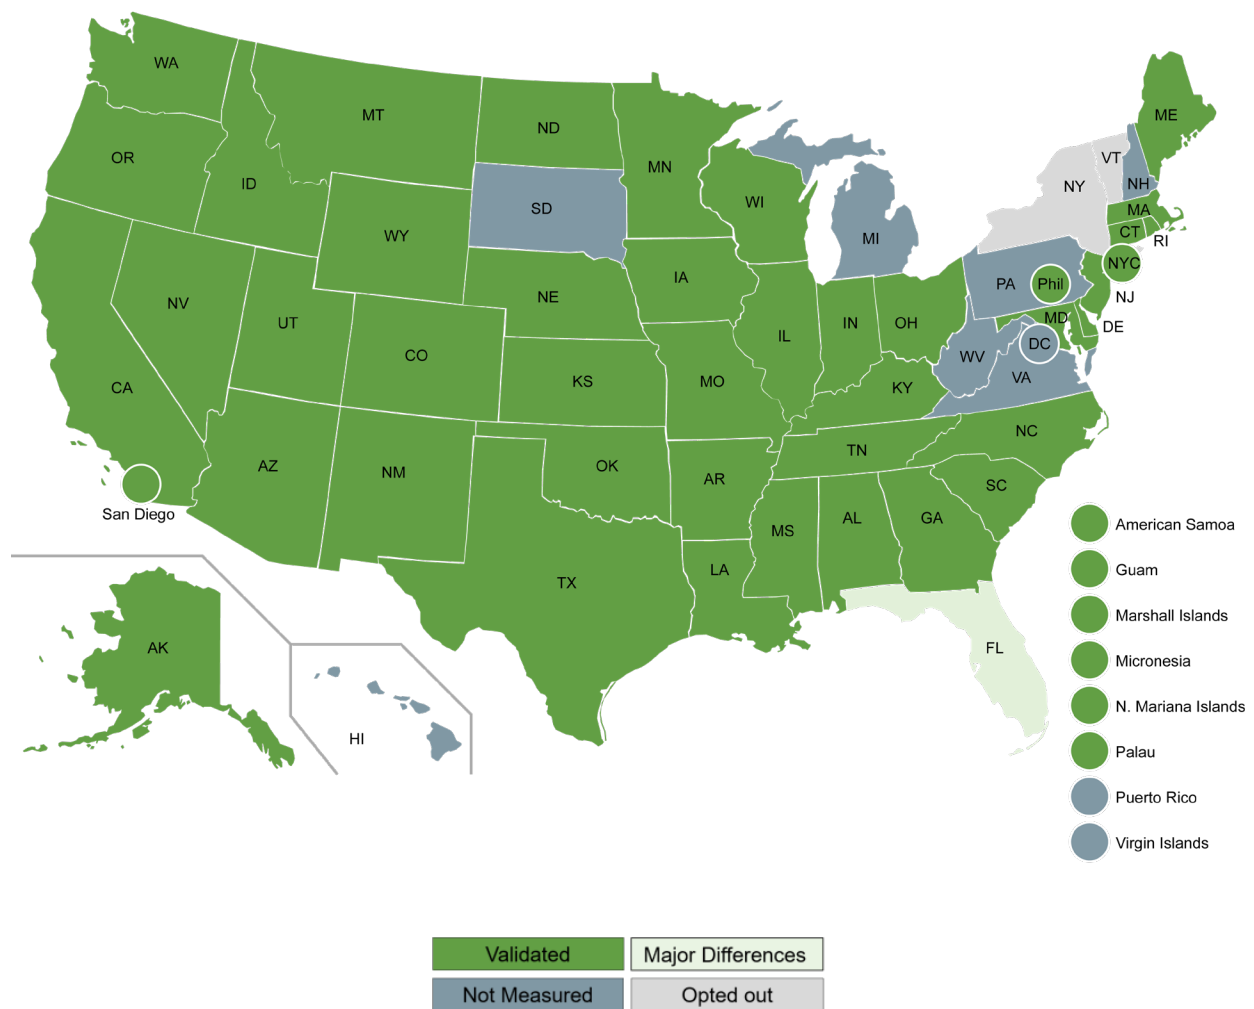 WA
MT
ND
MN
ME
OR
ID
SD
WI
VT
NY
NH
MA
WY
MI
CT
RI
IA
NYC
NV
NE
PA
Phil
NJ
UT
IL
IN
OH
MD
DE
CO
WV
DC
CA
KS
MO
KY
VA
AZ
NM
OK
AR
TN
NC
SC
San Diego
MS
AL
GA
American Samoa
TX
LA
Guam
Marshall Islands
AK
FL
Micronesia
N. Mariana Islands
HI
Palau
Puerto Rico
Virgin Islands
Validated
Major Differences
Not Measured
Opted out